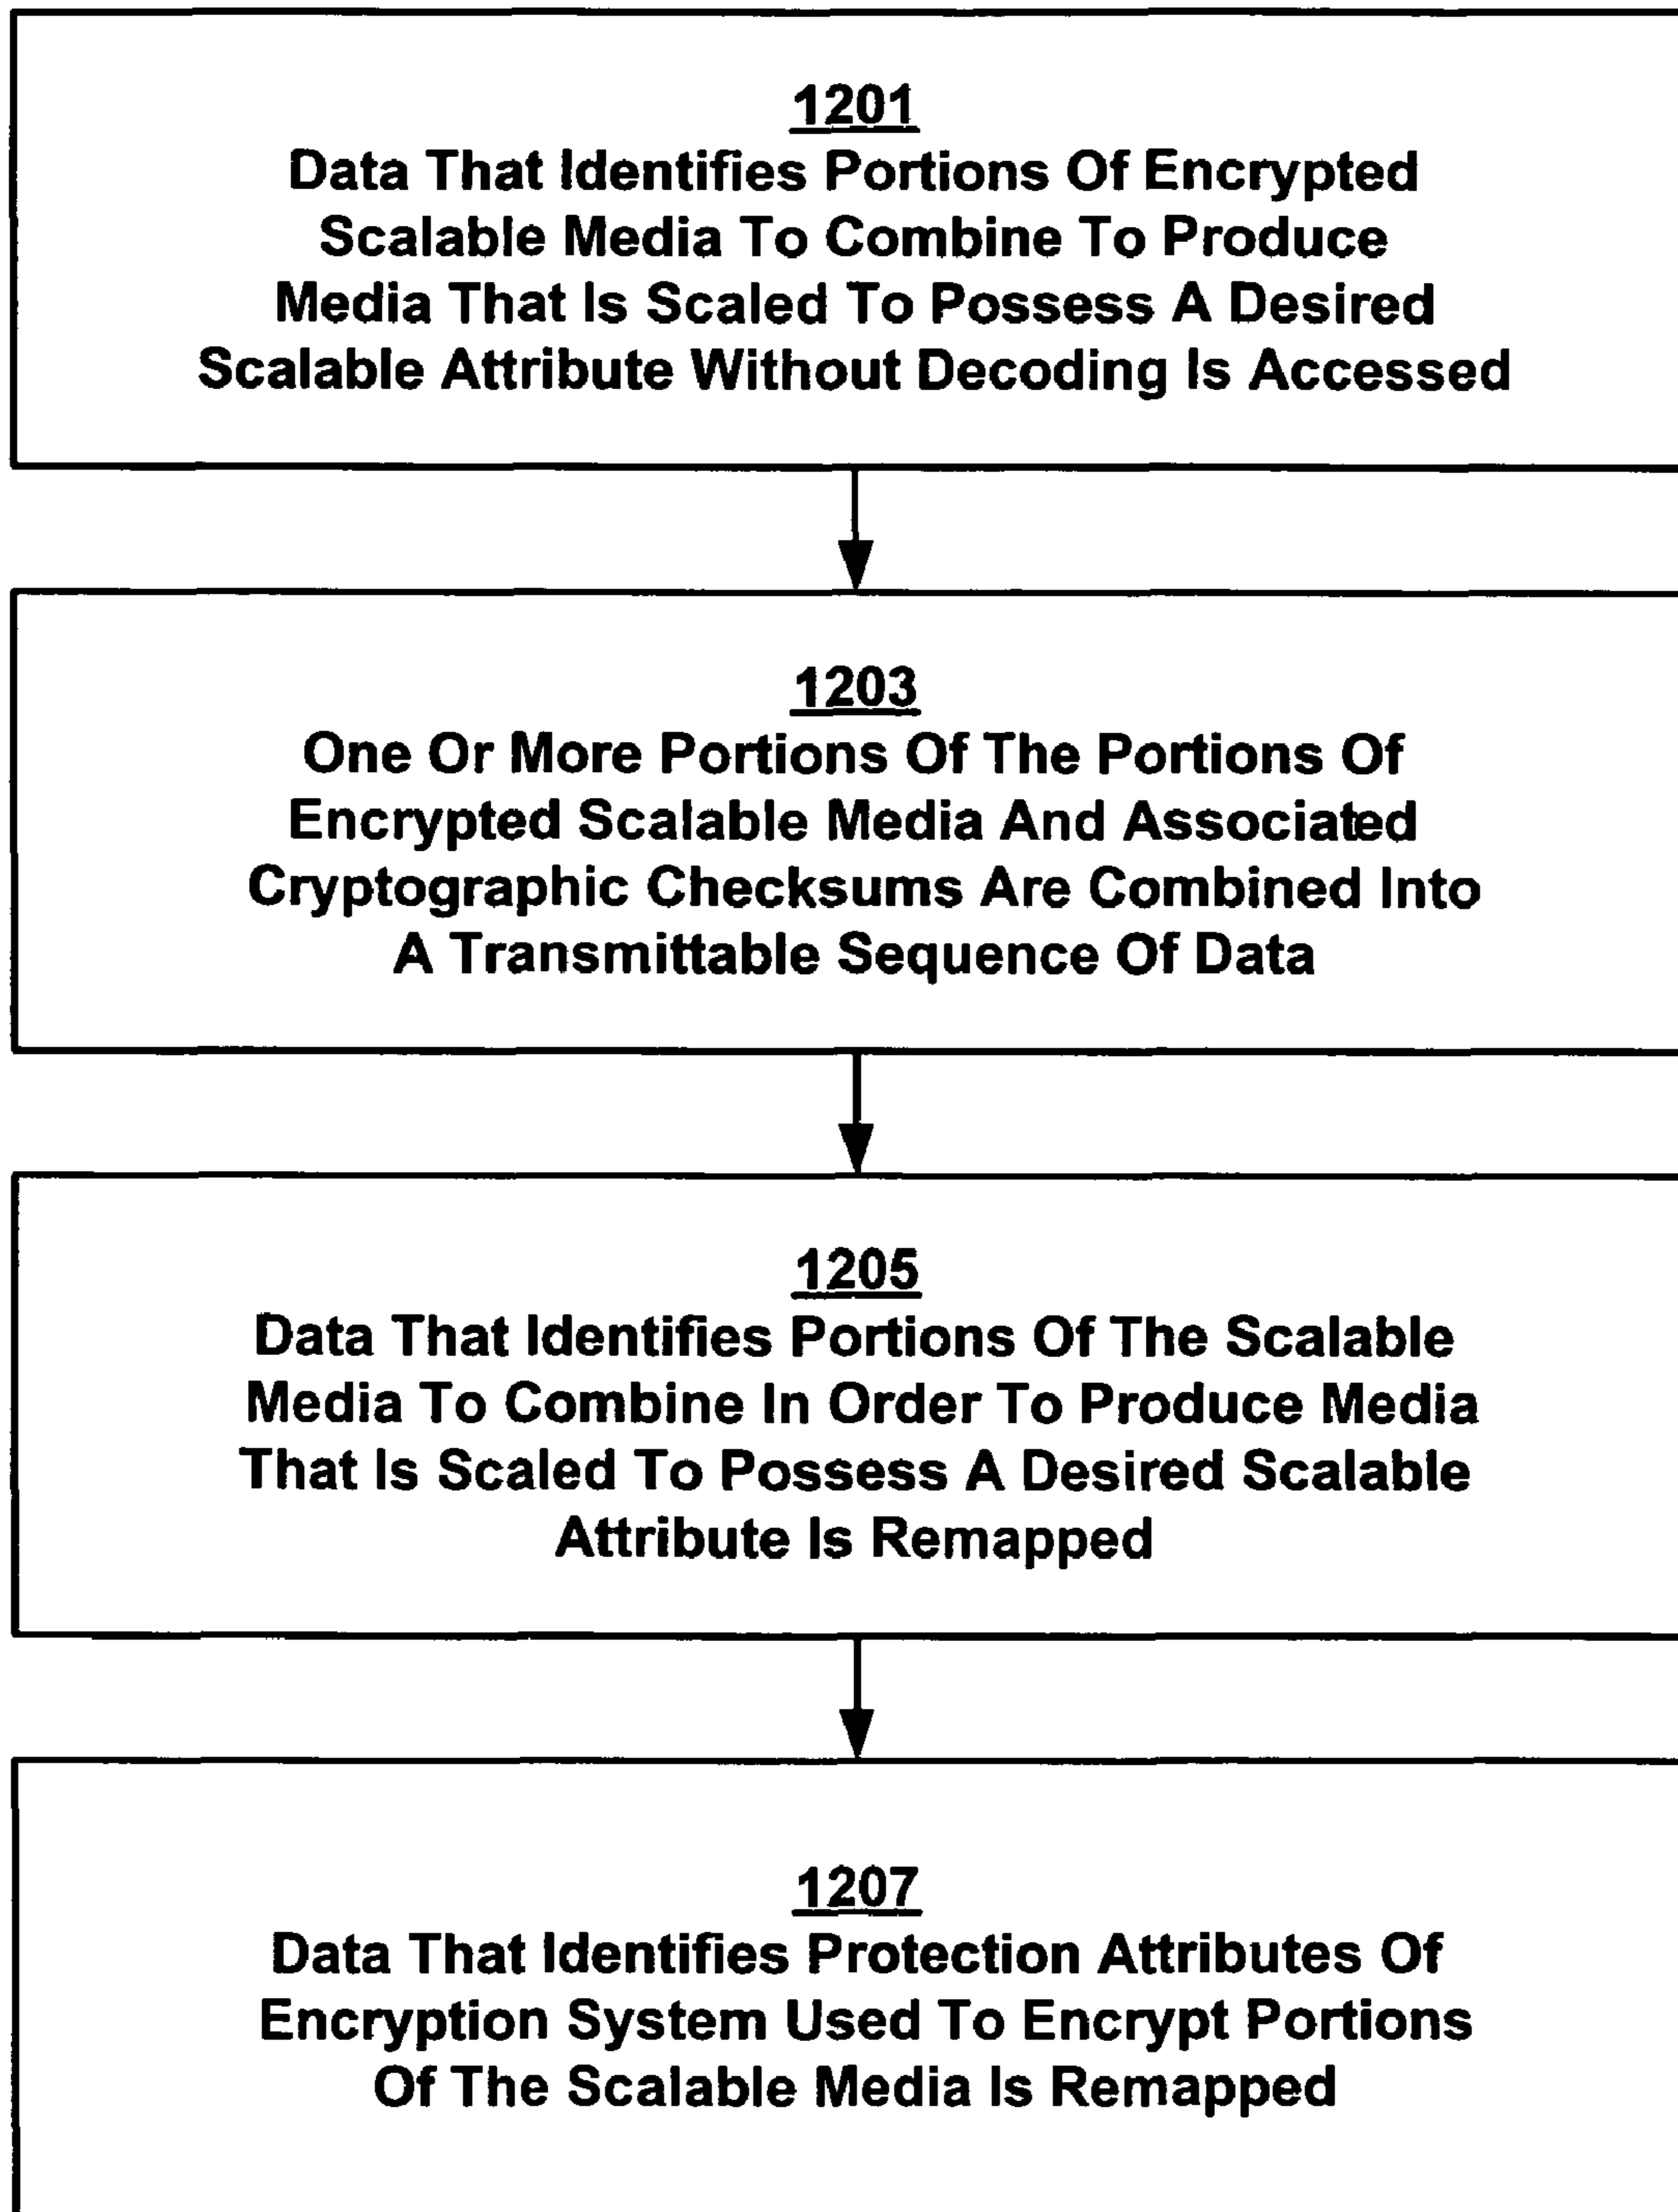 1201
Data That Identifies Portions Of Encrypted
Scalable Media To Combine To Produce
Media That Is Scaled To Possess A Desired
Scalable Attribute Without Decoding Is Accessed
1203
One Or More Portions Of The Portions Of
Encrypted Scalable Media And Associated
Cryptographic Checksums Are Combined Into
A Transmittable Sequence Of Data
1205
Data That Identifies Portions Of The Scalable
Media To Combine In Order To Produce Media
That Is Scaled To Possess A Desired Scalable
Attribute Is Remapped
1207
Data That Identifies Protection Attributes Of
Encryption System Used To Encrypt Portions
Of The Scalable Media Is Remapped